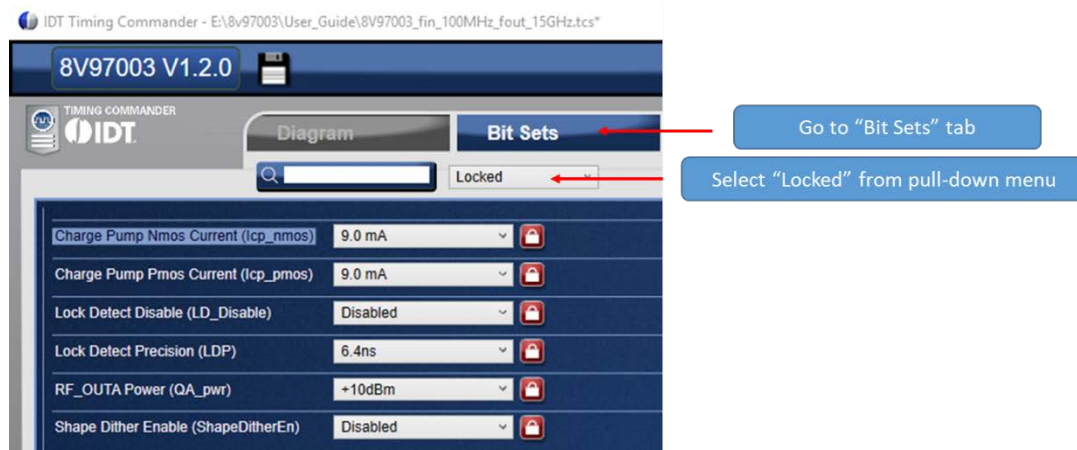 IDT Timing Commander - E:\8v97003\User_Guide\8V97003_fin_100MHz_fout_15GHz.tcs*
8V97003 V1.2.0
TIMING COMMANDER
IDT.
Diagram
Bit Sets
Go to “Bit Sets” tab
Locked
Select “Locked” from pull-down menu
Charge Pump Nmos Current (Icp_nmos) 9.0 mA
Charge Pump Pmos Current (Icp_pmos) 9.0 mA
Lock Detect Disable (LD_Disable) Disabled
Lock Detect Precision (LDP) 6.4ns
RF_OUTA Power (QA_pwr) +10dBm
Shape Dither Enable (ShapeDitherEn) Disabled